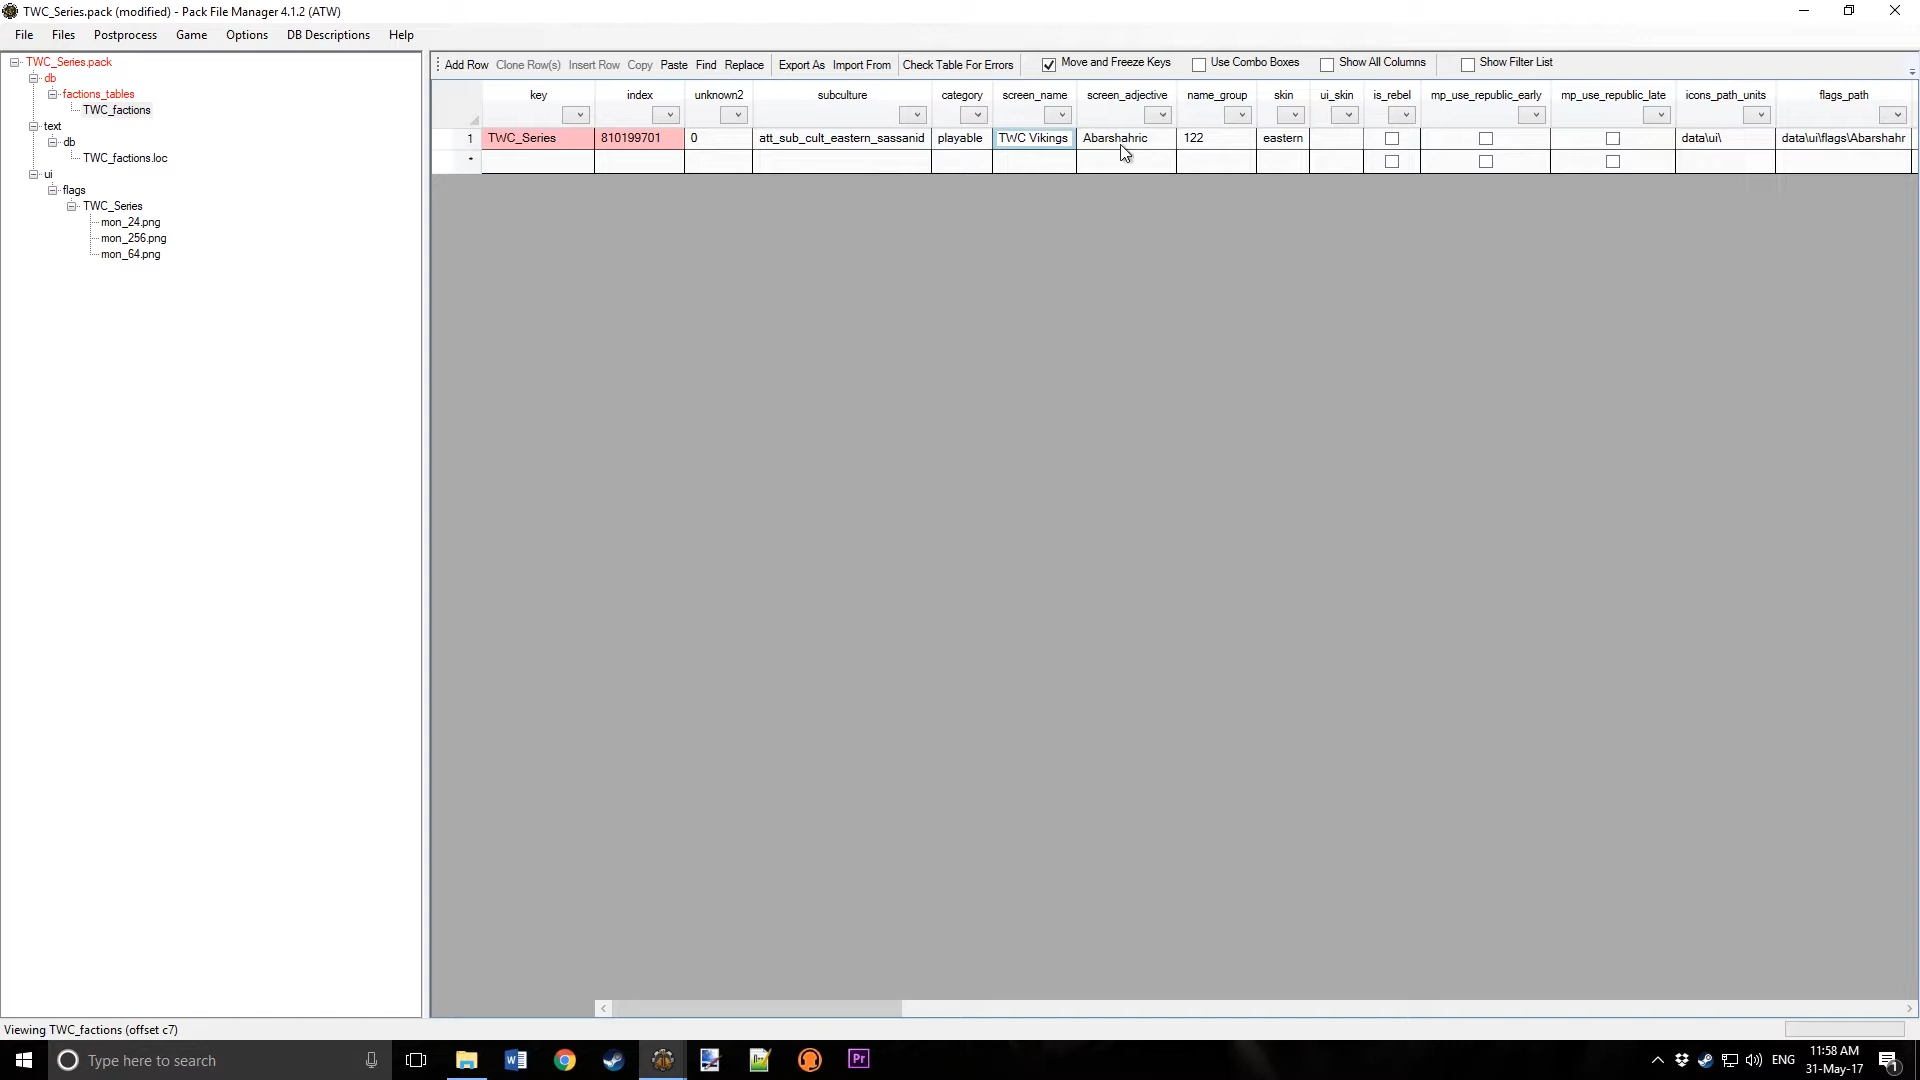 TWC_Series.pack (modified) - Pack File Manager 4.1.2 (ATW)
File Files Postprocess Game Options DB Descriptions Help
TWC_Series.pack
db
factions_tables
TWC_factions
text
db
TWC_factions.loc
ui
flags
TWC_Series
mon_24.png
mon_256.png
mon_64.png
Add Row Clone Row(s) Insert Row Copy Paste Find Replace Export As Import From Check Table For Errors Move and Freeze Keys Use Combo Boxes Show All Columns Show Filter List
key index unknown2 subculture category screen_name screen_adjective name_group skin ui_skin is_rebel mp_use_republic_early mp_use_republic_late icons_path_units flags_path
1 TWC_Series 810199701 0 att_sub_cult_eastern_sassanid playable TWC Vikings Abarshahric 122 eastern data\ui\ data\ui\flags\Abarshahr
Viewing TWC_factions (offset c7)
Type here to search
ENG
11:58 AM
31-May-17
1
Pr